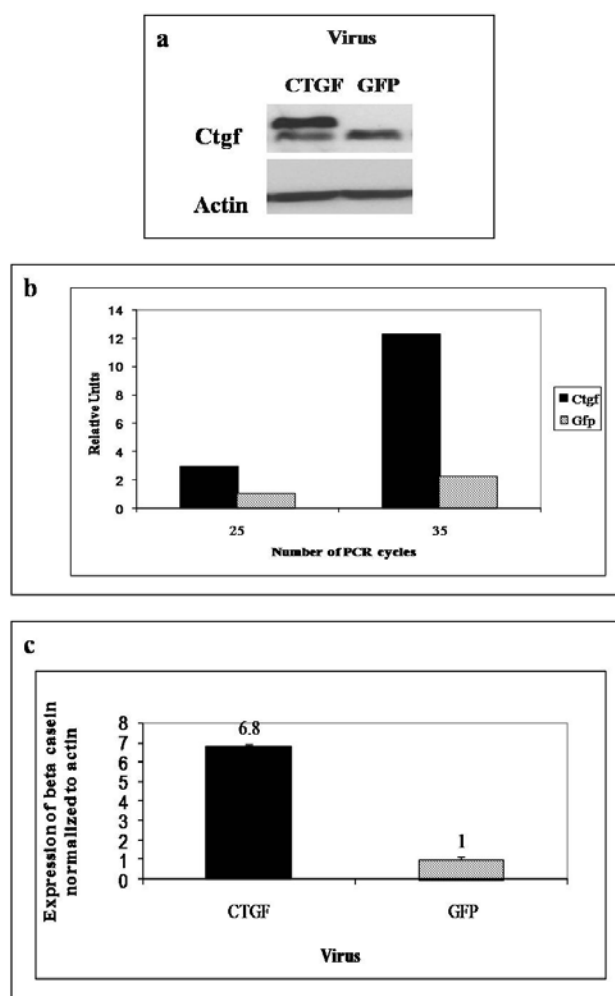 a
Virus
CTGF GFP
Ctgf
Actin
b
14
12
10
8
6
4
2
0
Relative Units
25 35
Number of PCR cycles
Ctgf
Gfp
c
Expression of beta casein
normalized to actin
8
7
6
5
4
3
2
1
0
6.8
1
CTGF GFP
Virus